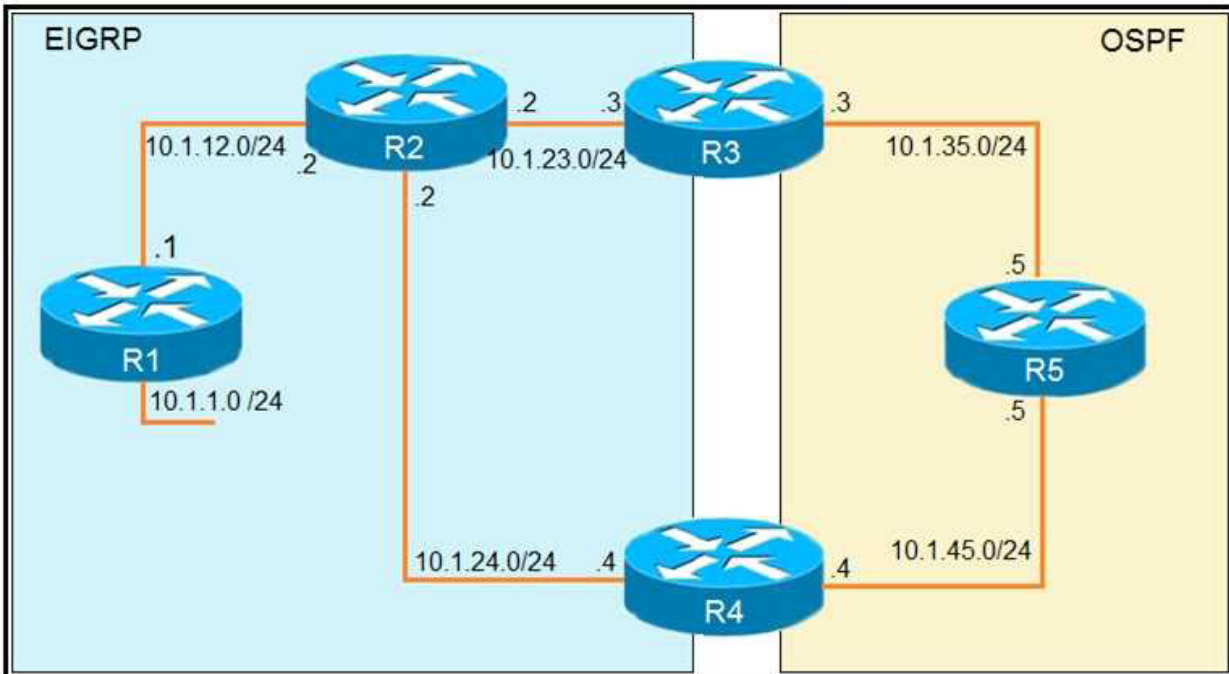 EIGRP
OSPF
.2
.3
.3
10.1.12.0/24
R2
10.1.23.0/24
R3
10.1.35.0/24
.2
.2
.1
.5
R1
R5
10.1.1.0 /24
.5
10.1.24.0/24
.4
10.1.45.0/24
.4
R4